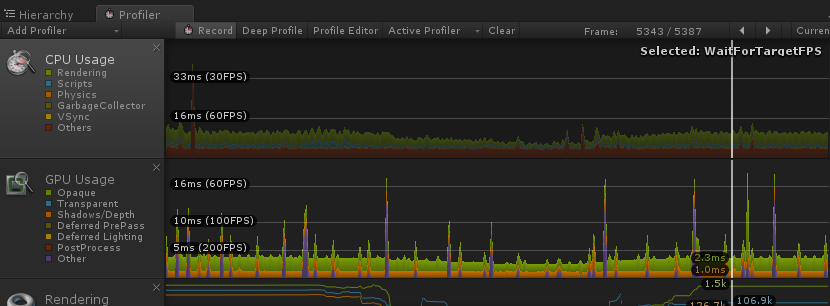 Hierarchy Profiler
Add Profiler Record Deep Profile Profile Editor Active Profiler Clear Frame: 5343 / 5387 Curren
CPU Usage
Rendering
Scripts
Physics
GarbageCollector
VSync
Others
Selected: WaitForTargetFPS
33ms (30FPS)
16ms (60FPS)
GPU Usage
Opaque
Transparent
Shadows/Depth
Deferred PrePass
Deferred Lighting
PostProcess
Other
16ms (60FPS)
10ms (100FPS)
5ms (200FPS)
2.3ms
1.0ms
Rendering
1.5k
106.9k